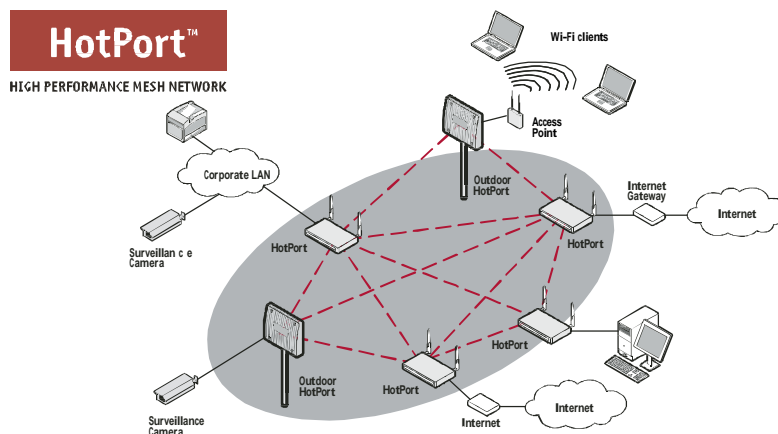 HotPort™
HIGH PERFORMANCE MESH NETWORK
Wi-Fi clients
Access
Point
Corporate LAN
Outdoor
HotPort
Internet
Gateway
Internet
Surveillan c e
Camera
HotPort
HotPort
HotPort
Outdoor
HotPort
HotPort
Surveillance
Camera
Internet
Internet